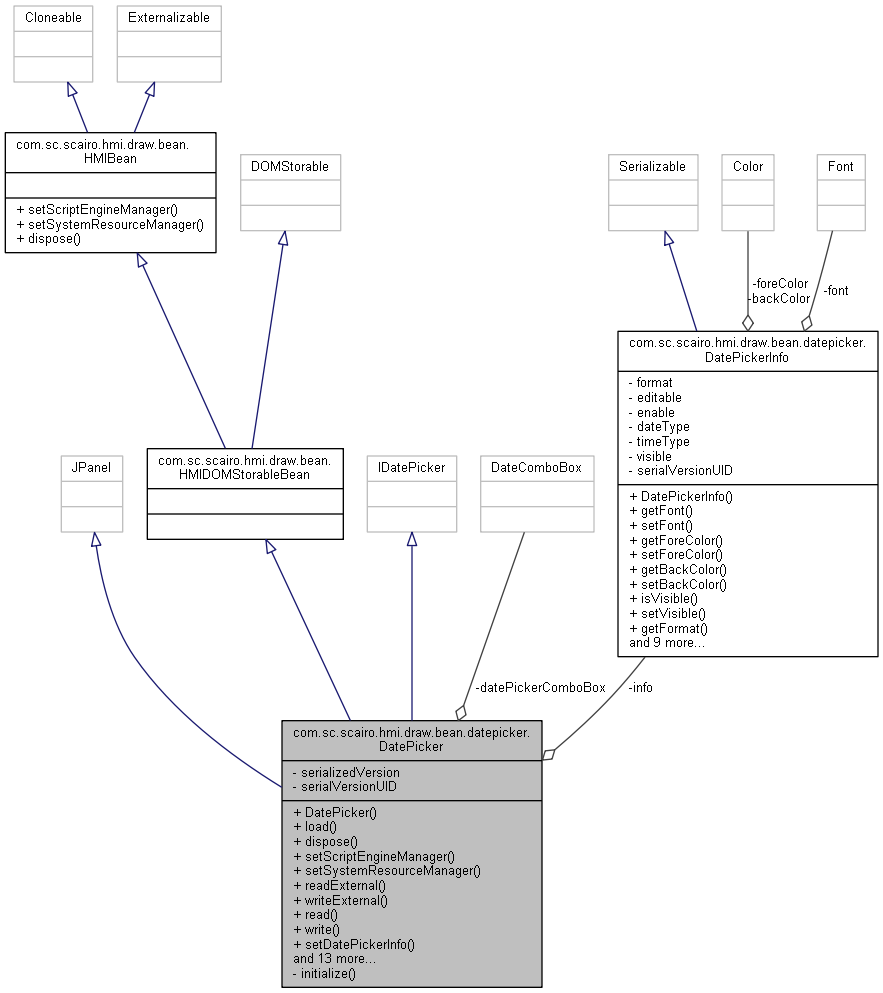 Cloneable
Externalizable
com.sc.scairo.hmi.draw.bean.
HMIBean
+ setScriptEngineManager()
+ setSystemResourceManager()
+ dispose()
DOMStorable
Serializable
Color
Font
-foreColor
-backColor
-font
com.sc.scairo.hmi.draw.bean.datepicker.
DatePickerInfo
- format
- editable
- enable
- dateType
- timeType
- visible
- serialVersionUID
+ DatePickerInfo()
+ getFont()
+ setFont()
+ getForeColor()
+ setForeColor()
+ getBackColor()
+ setBackColor()
+ isVisible()
+ setVisible()
+ getFormat()
and 9 more...
JPanel
com.sc.scairo.hmi.draw.bean.
HMIDOMStorableBean
IDatePicker
DateComboBox
-datePickerComboBox
-info
com.sc.scairo.hmi.draw.bean.datepicker.
DatePicker
- serializedVersion
- serialVersionUID
+ DatePicker()
+ load()
+ dispose()
+ setScriptEngineManager()
+ setSystemResourceManager()
+ readExternal()
+ writeExternal()
+ read()
+ write()
+ setDatePickerInfo()
and 13 more...
- initialize()